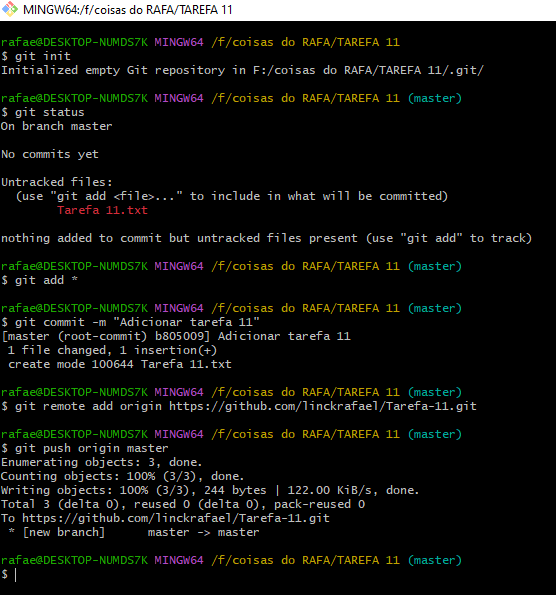 MINGW64:/f/coisas do RAFA/TAREFA 11
rafae@DESKTOP-NUMDS7K MINGW64 /f/coisas do RAFA/TAREFA 11
$ git init
Initialized empty Git repository in F:/coisas do RAFA/TAREFA 11/.git/
rafae@DESKTOP-NUMDS7K MINGW64 /f/coisas do RAFA/TAREFA 11 (master)
$ git status
On branch master
No commits yet
Untracked files:
  (use "git add <file>..." to include in what will be committed)
        Tarefa 11.txt
nothing added to commit but untracked files present (use "git add" to track)
rafae@DESKTOP-NUMDS7K MINGW64 /f/coisas do RAFA/TAREFA 11 (master)
$ git add *
rafae@DESKTOP-NUMDS7K MINGW64 /f/coisas do RAFA/TAREFA 11 (master)
$ git commit -m "Adicionar tarefa 11"
[master (root-commit) b805009] Adicionar tarefa 11
 1 file changed, 1 insertion(+)
 create mode 100644 Tarefa 11.txt
rafae@DESKTOP-NUMDS7K MINGW64 /f/coisas do RAFA/TAREFA 11 (master)
$ git remote add origin https://github.com/linckrafael/Tarefa-11.git
rafae@DESKTOP-NUMDS7K MINGW64 /f/coisas do RAFA/TAREFA 11 (master)
$ git push origin master
Enumerating objects: 3, done.
Counting objects: 100% (3/3), done.
Writing objects: 100% (3/3), 244 bytes | 122.00 KiB/s, done.
Total 3 (delta 0), reused 0 (delta 0), pack-reused 0
To https://github.com/linckrafael/Tarefa-11.git
 * [new branch]      master -> master
rafae@DESKTOP-NUMDS7K MINGW64 /f/coisas do RAFA/TAREFA 11 (master)
$